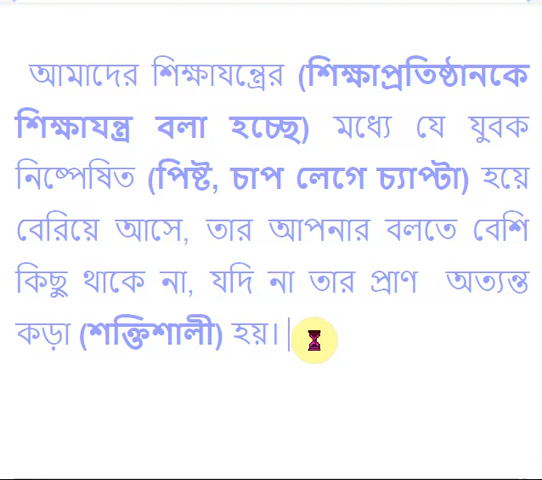 আমাদের শিক্ষাযন্ত্রের (শিক্ষাপ্রতিষ্ঠানকে
শিক্ষাযন্ত্র বলা হচ্ছে) মধ্যে যে যুবক
নিষ্পেষিত (পিষ্ট, চাপ লেগে চ্যাপ্টা) হয়ে
বেরিয়ে আসে, তার আপনার বলতে বেশি
কিছু থাকে না, যদি না তার প্রাণ অত্যন্ত
কড়া (শক্তিশালী) হয়।